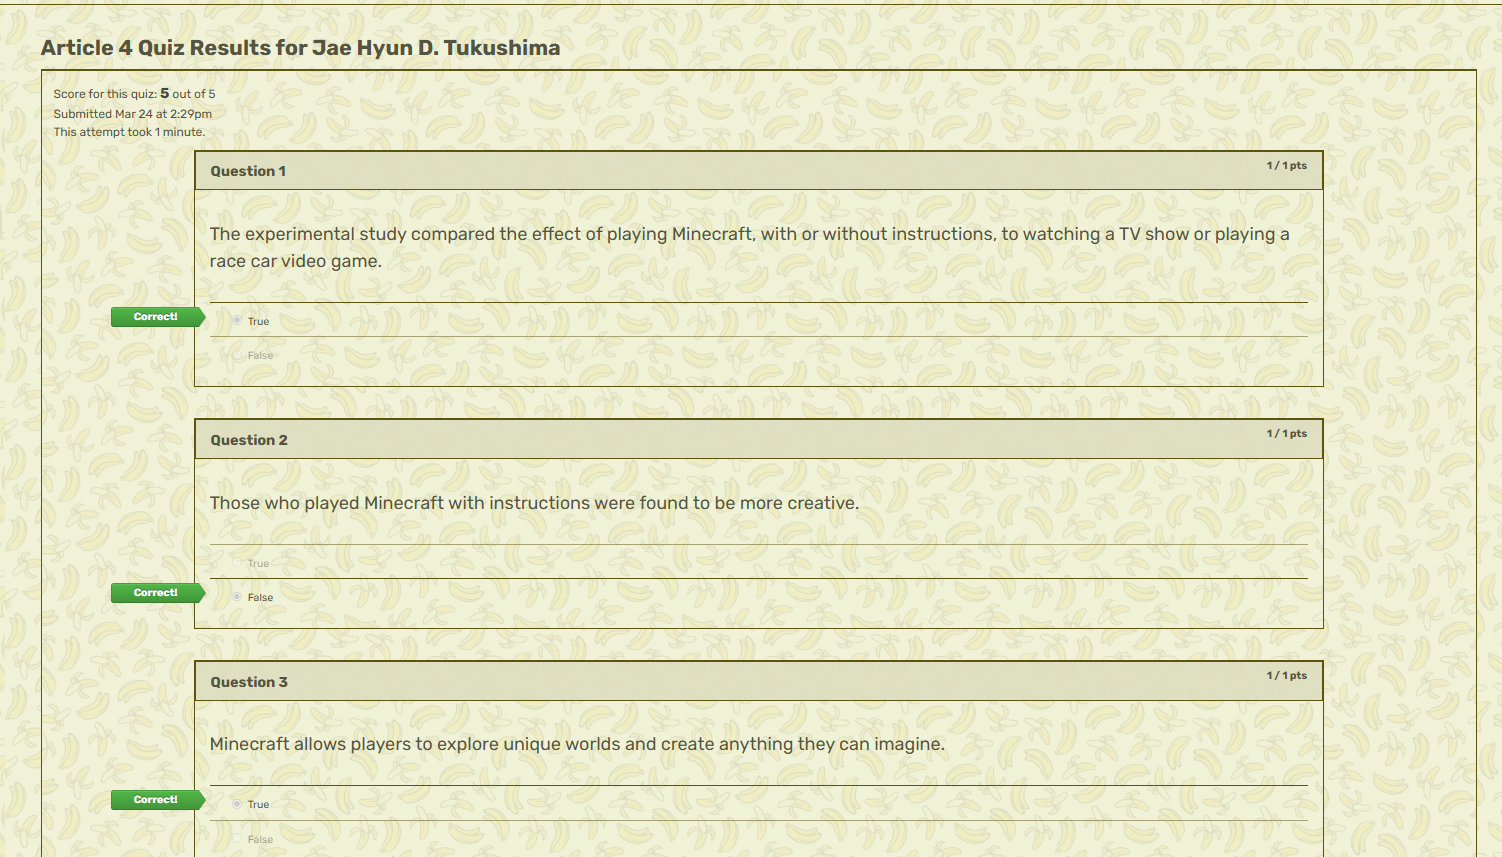 Article 4 Quiz Results for Jae Hyun D. Tukushima
Score for this quiz: 5 out of 5
Submitted Mar 24 at 2:29pm
This attempt took 1 minute.
Question 1
1 / 1 pts
The experimental study compared the effect of playing Minecraft, with or without instructions, to watching a TV show or playing a
race car video game.
Correct!
True
False
Question 2
1 / 1 pts
Those who played Minecraft with instructions were found to be more creative.
True
Correct!
False
Question 3
1 / 1 pts
Minecraft allows players to explore unique worlds and create anything they can imagine.
Correct!
True
False